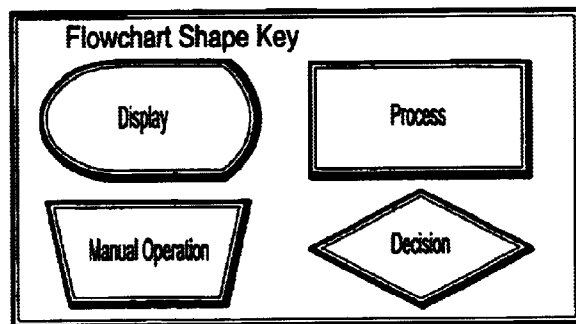 Flowchart Shape Key
Display
Process
Manual Operation
Decision